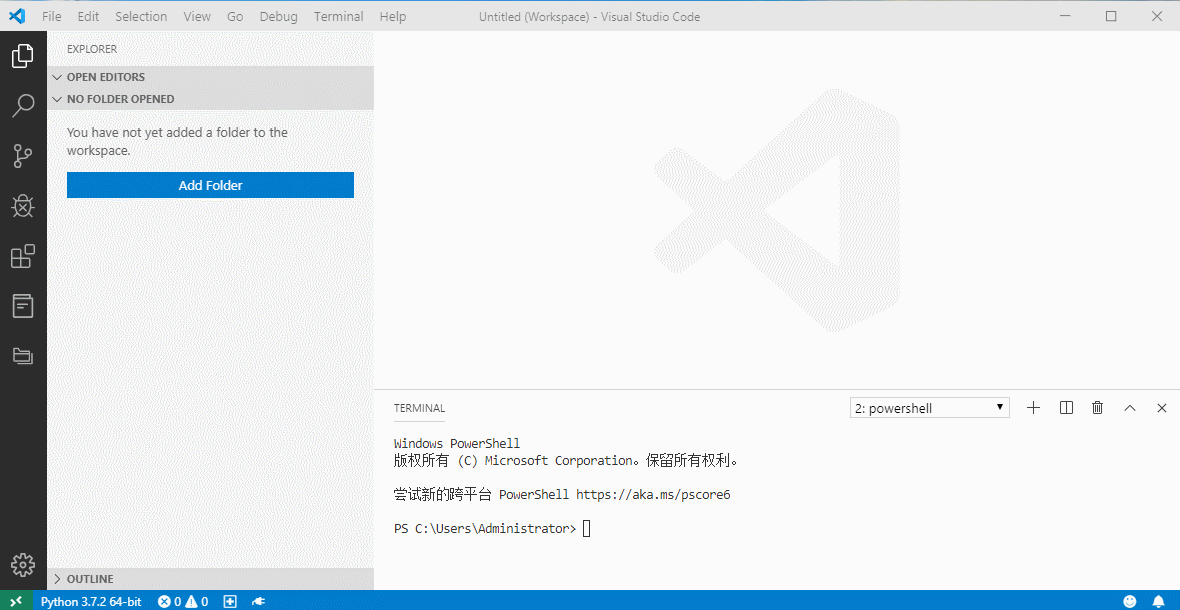 File Edit Selection View Go Debug Terminal Help Untitled (Workspace) - Visual Studio Code
EXPLORER
OPEN EDITORS
NO FOLDER OPENED
You have not yet added a folder to the
workspace.
Add Folder
TERMINAL 2: powershell
Windows PowerShell
版权所有 (C) Microsoft Corporation。保留所有权利。
尝试新的跨平台 PowerShell https://aka.ms/pscore6
PS C:\Users\Administrator>
OUTLINE
Python 3.7.2 64-bit 0 0